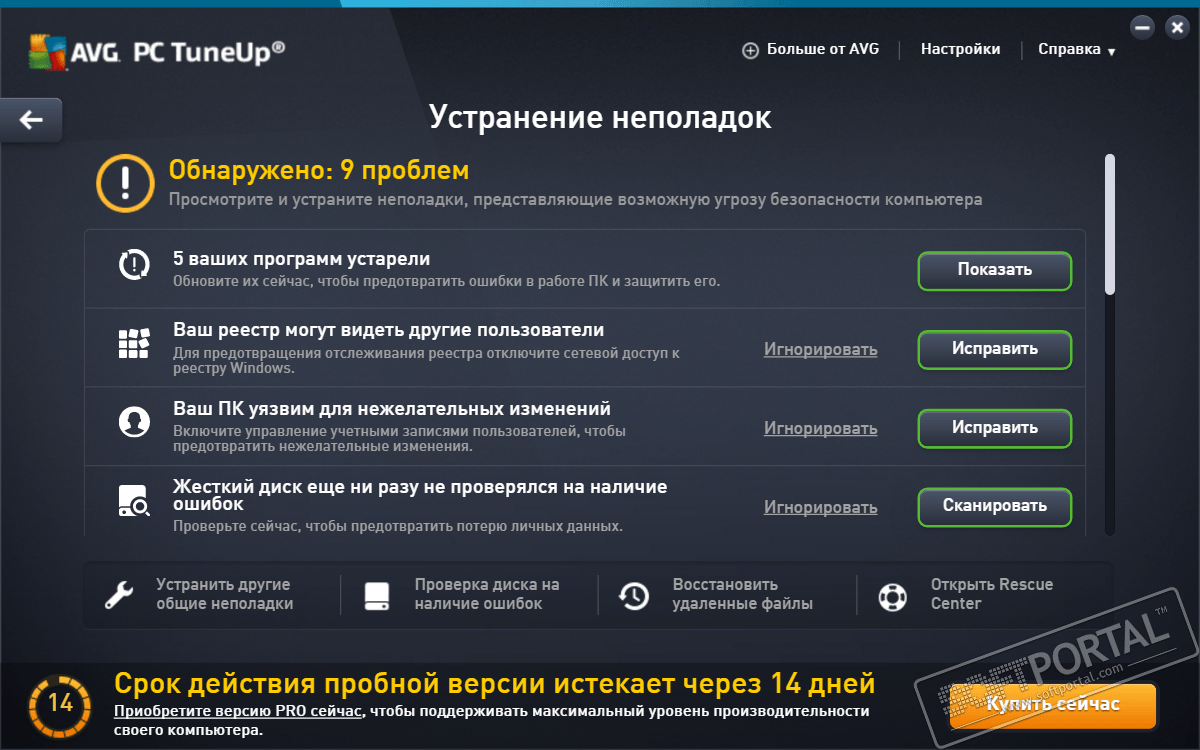 AVG. PC TuneUp®
Больше от AVG
Настройки
Справка
Устранение неполадок
Обнаружено: 9 проблем
Просмотрите и устраните неполадки, представляющие возможную угрозу безопасности компьютера
5 ваших программ устарели
Обновите их сейчас, чтобы предотвратить ошибки в работе ПК и защитить его.
Показать
Ваш реестр могут видеть другие пользователи
Для предотвращения отслеживания реестра отключите сетевой доступ к
реестру Windows.
Игнорировать
Исправить
Ваш ПК уязвим для нежелательных изменений
Включите управление учетными записями пользователей, чтобы
предотвратить нежелательные изменения.
Игнорировать
Исправить
Жесткий диск еще ни разу не проверялся на наличие
ошибок
Проверьте сейчас, чтобы предотвратить потерю личных данных.
Игнорировать
Сканировать
Устранить другие
общие неполадки
Проверка диска на
наличие ошибок
Восстановить
удаленные файлы
Открыть Rescue
Center
14
Срок действия пробной версии истекает через 14 дней
Приобретите версию PRO сейчас, чтобы поддерживать максимальный уровень производительности
своего компьютера.
Купить сейчас
SOFTPORTAL™
www.softportal.com